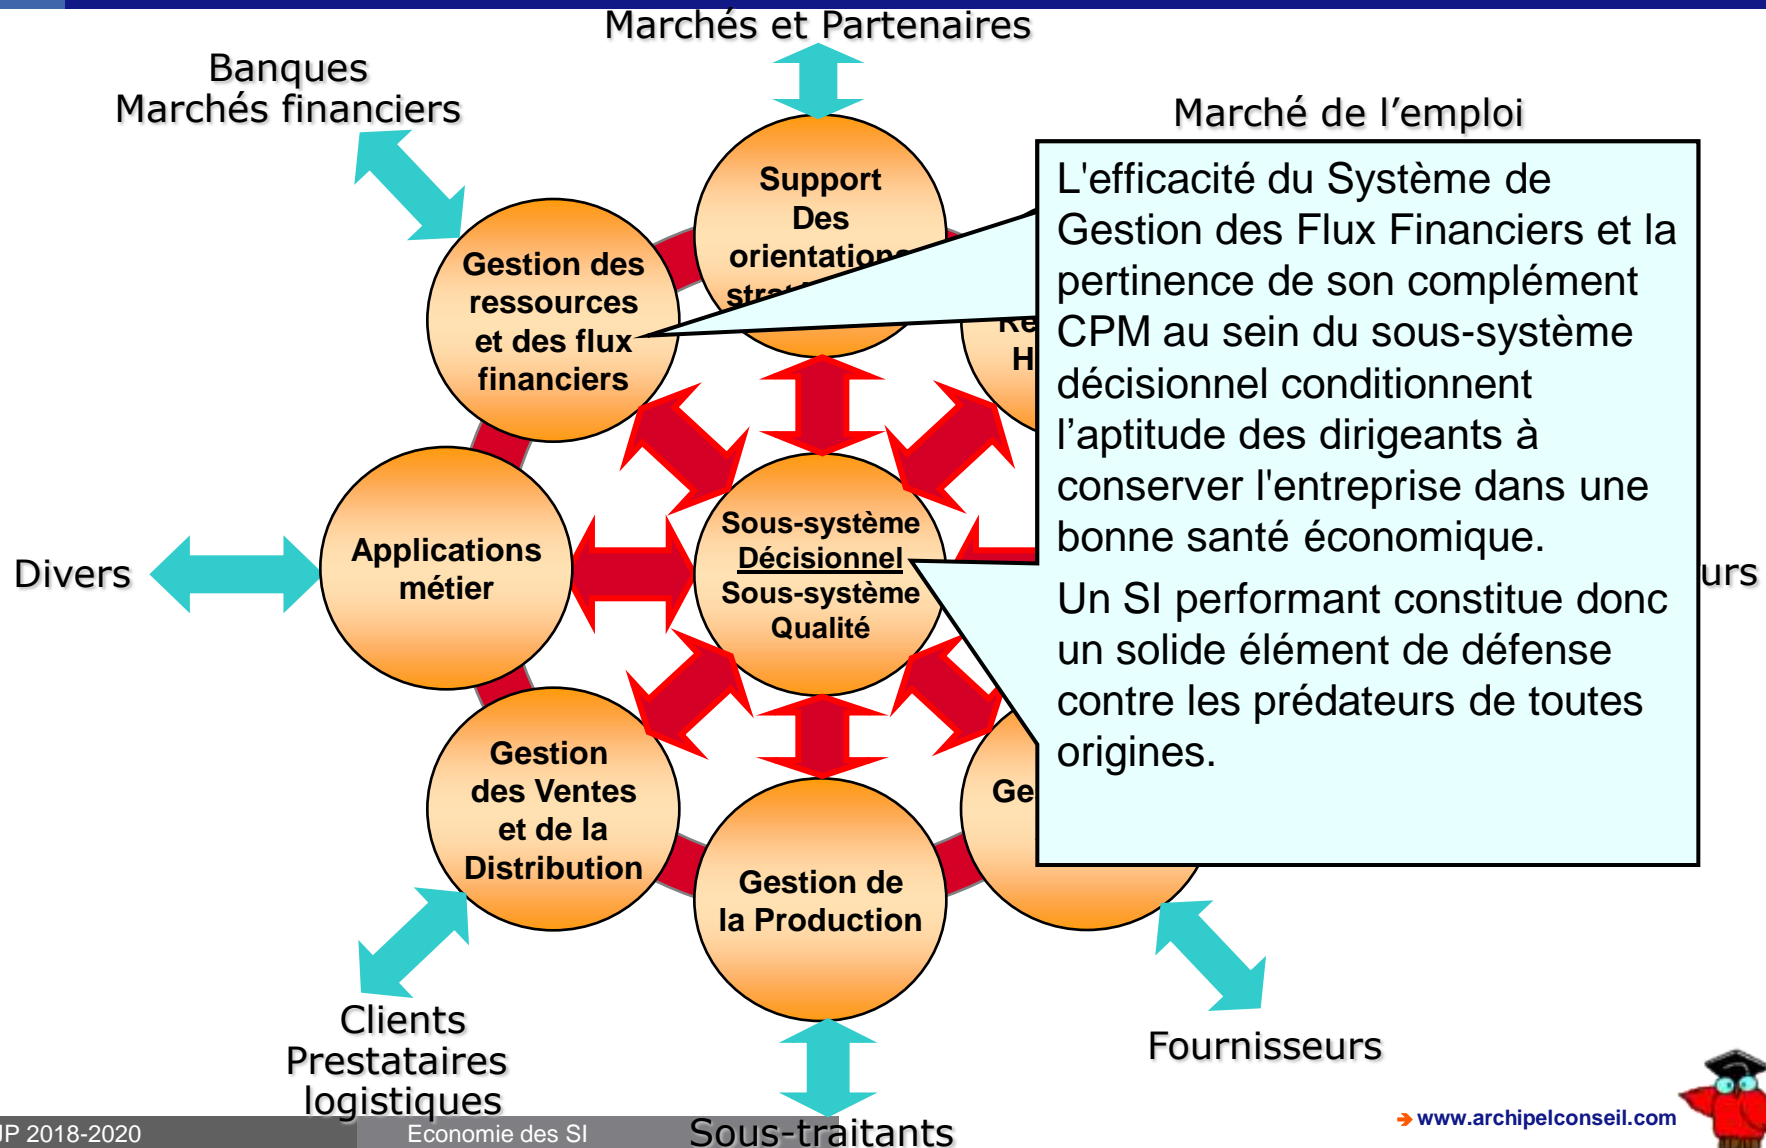 Marchés et Partenaires
Banques
Marchés financiers
Marché de l’emploi
Support
Des
orientations
Gestion des
ressources
et des flux
financiers
L'efficacité du Système de
Gestion des Flux Financiers et la
pertinence de son complément
CPM au sein du sous-système
décisionnel conditionnent
l’aptitude des dirigeants à
conserver l'entreprise dans une
bonne santé économique.
Un SI performant constitue donc
un solide élément de défense
contre les prédateurs de toutes
origines.
Divers
Applications
métier
Sous-système
Décisionnel
Sous-système
Qualité
urs
Gestion
des Ventes
et de la
Distribution
Gestion de
la Production
Ge
Clients
Prestataires
logistiques
Fournisseurs
Sous-traitants
JP 2018-2020
Economie des SI
www.archipelconseil.com